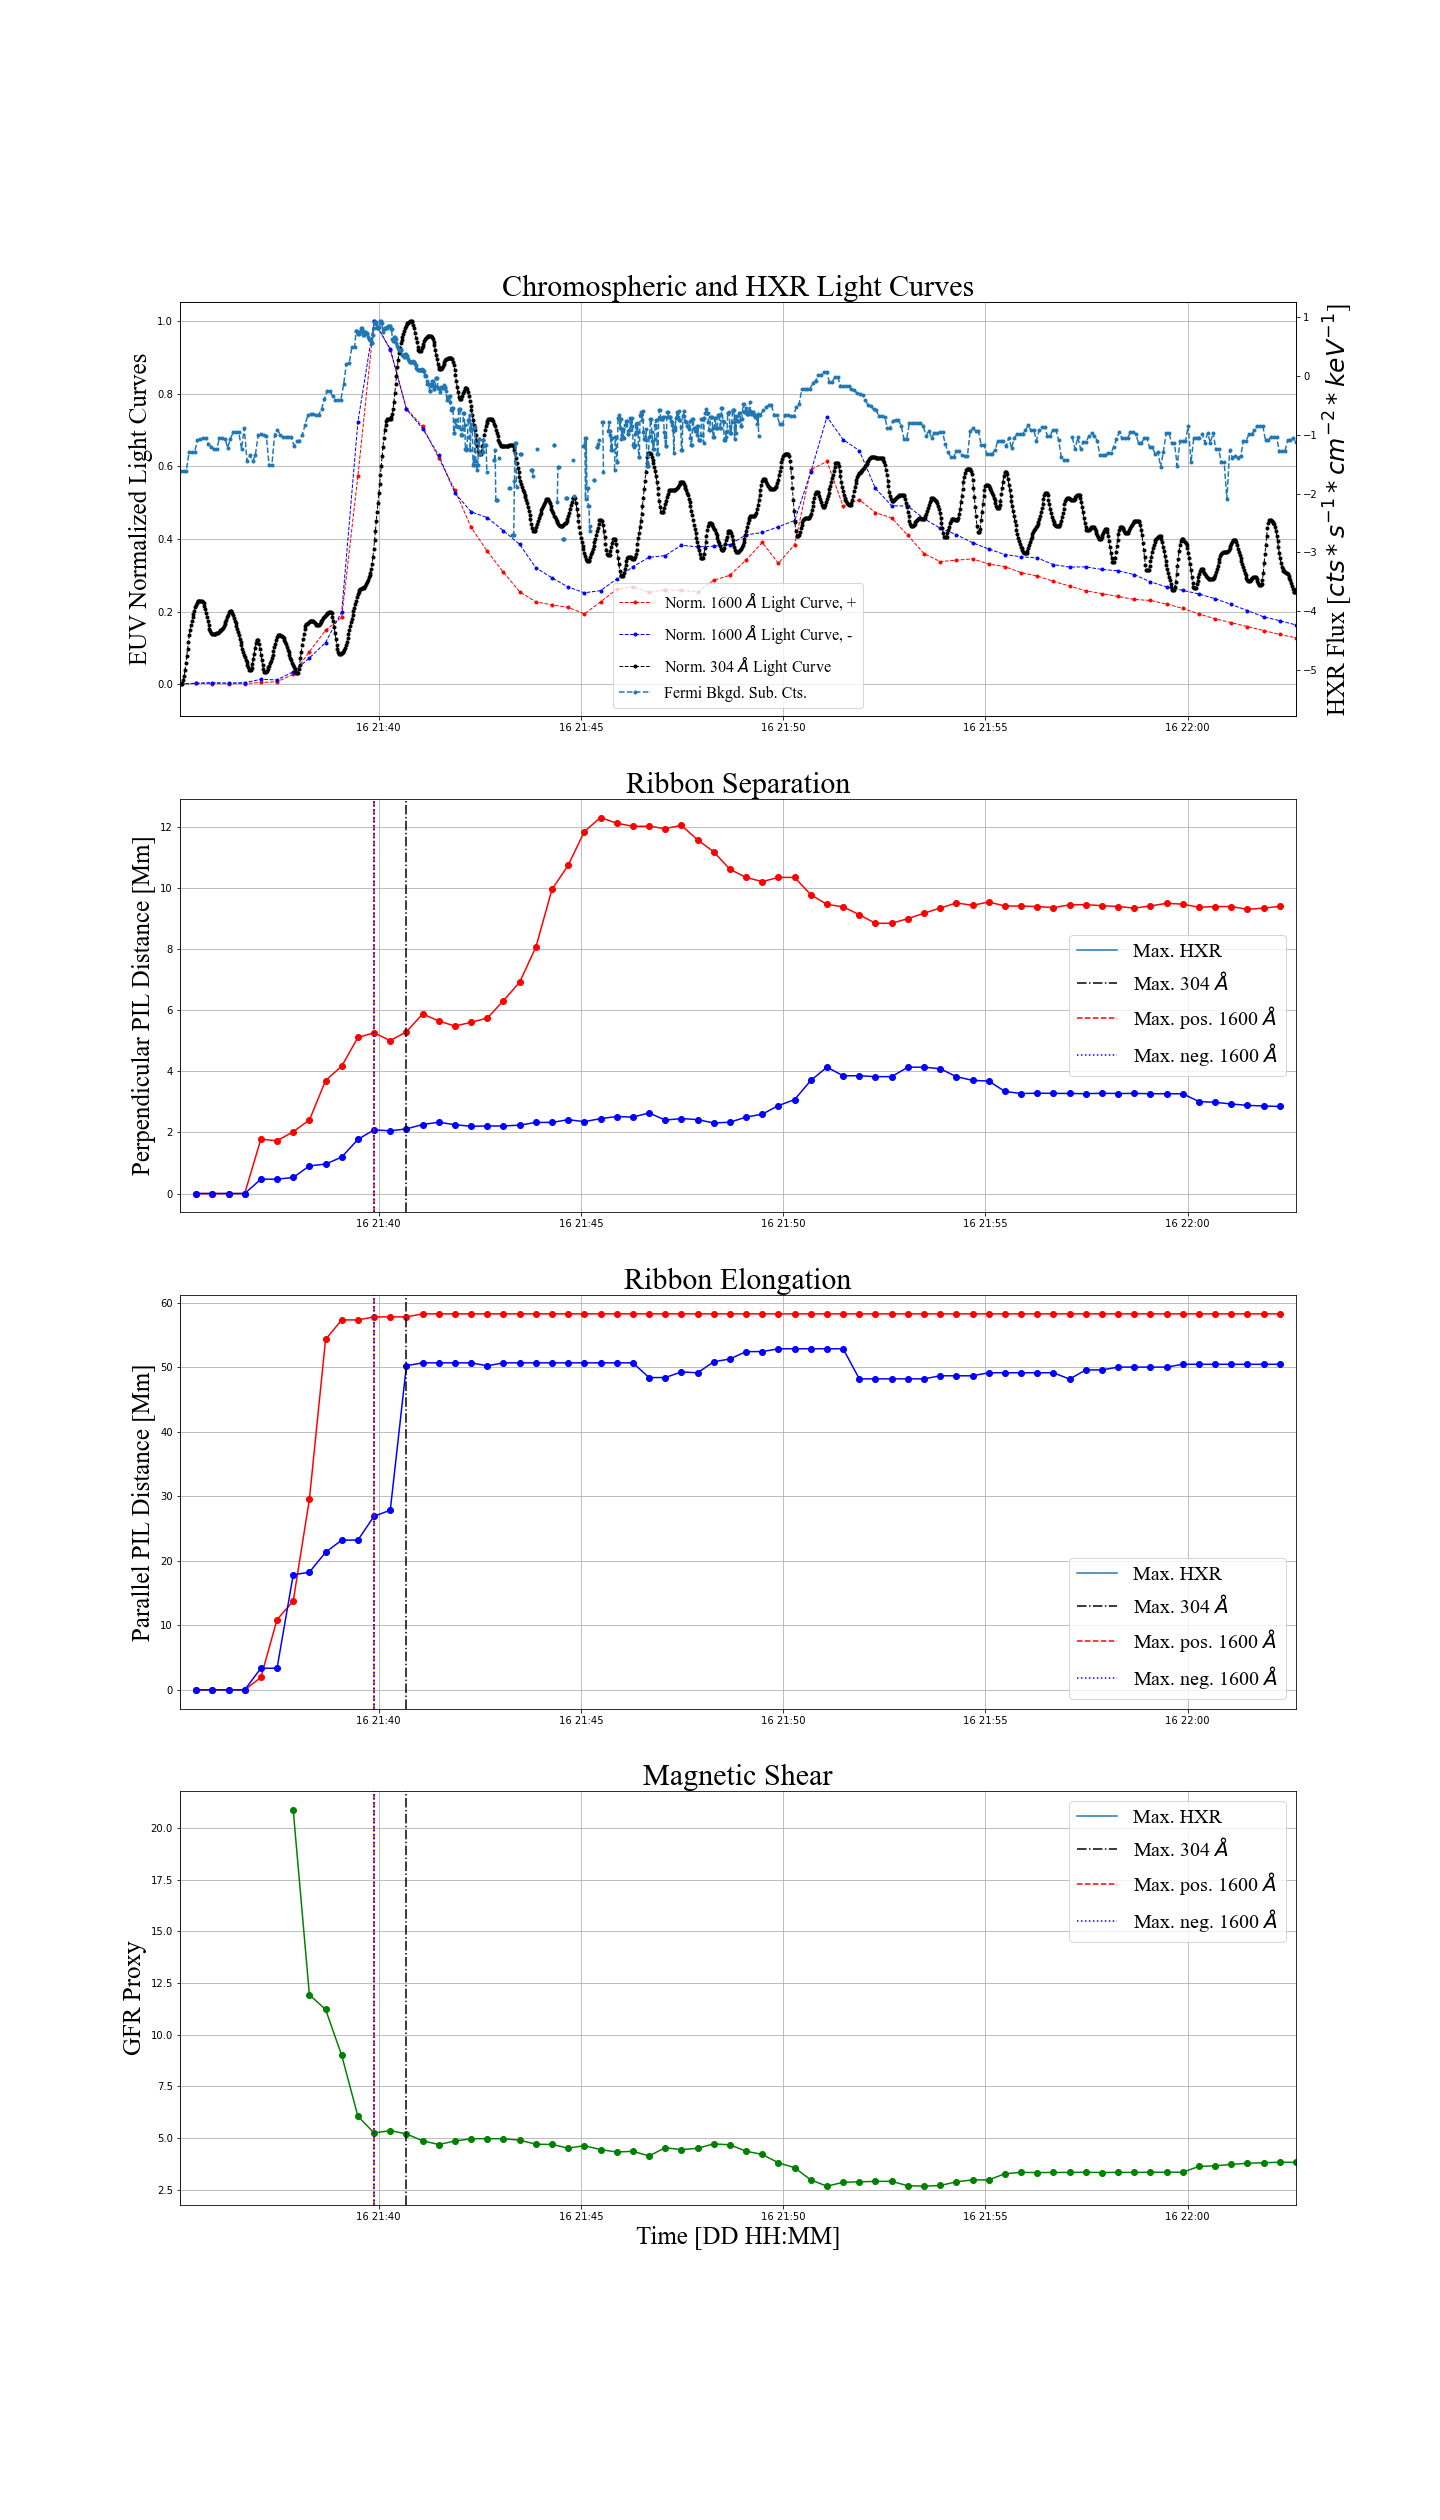 Chromospheric and HXR Light Curves
EUV Normalized Light Curves
1.0
0.8
0.6
0.4
0.2
0.0
1
0
−1
−2
−3
−4
−5
HXR Flux [cts * s⁻¹ * cm⁻² * keV⁻¹]
Norm. 1600 Å Light Curve, +
Norm. 1600 Å Light Curve, -
Norm. 304 Å Light Curve
Fermi Bkgd. Sub. Cts.
16 21:40 16 21:45 16 21:50 16 21:55 16 22:00
Ribbon Separation
Perpendicular PIL Distance [Mm]
12
10
8
6
4
2
0
Max. HXR
Max. 304 Å
Max. pos. 1600 Å
Max. neg. 1600 Å
16 21:40 16 21:45 16 21:50 16 21:55 16 22:00
Ribbon Elongation
Parallel PIL Distance [Mm]
60
50
40
30
20
10
0
Max. HXR
Max. 304 Å
Max. pos. 1600 Å
Max. neg. 1600 Å
16 21:40 16 21:45 16 21:50 16 21:55 16 22:00
Magnetic Shear
GFR Proxy
20.0
17.5
15.0
12.5
10.0
7.5
5.0
2.5
Max. HXR
Max. 304 Å
Max. pos. 1600 Å
Max. neg. 1600 Å
16 21:40 16 21:45 16 21:50 16 21:55 16 22:00
Time [DD HH:MM]